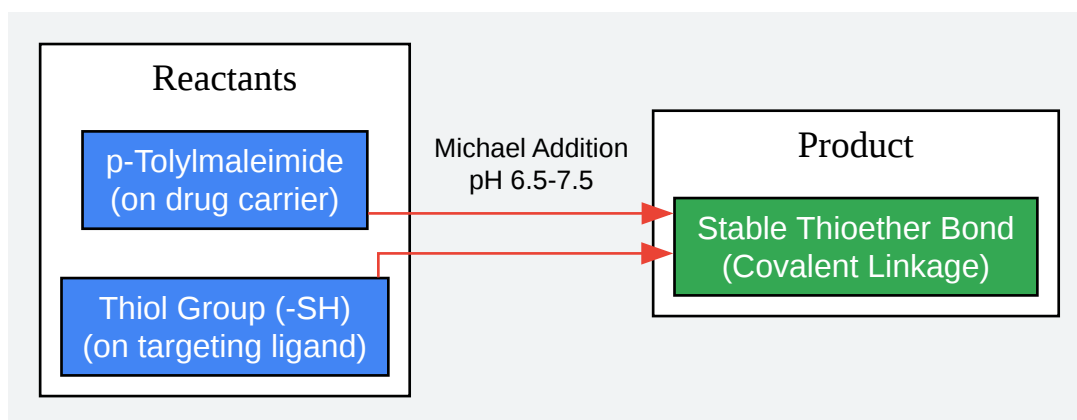 Reactants
p-Tolylmaleimide
(on drug carrier)
Thiol Group (-SH)
(on targeting ligand)
Michael Addition
pH 6.5-7.5
Product
Stable Thioether Bond
(Covalent Linkage)